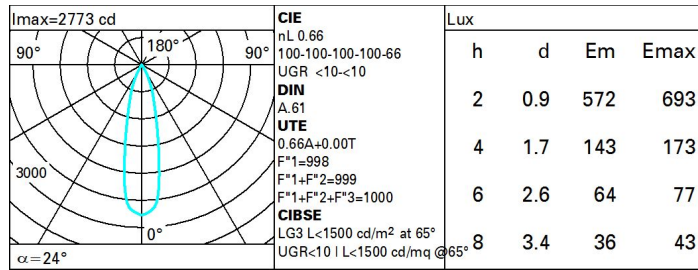 Imax=2773 cd
90° 180° 90°
3000
0°
α=24°
CIE
nL 0.66
100-100-100-100-66
UGR <10-<10
DIN
A.61
UTE
0.66A+0.00T
F"1=998
F"1+F"2=999
F"1+F"2+F"3=1000
CIBSE
LG3 L<1500 cd/m² at 65°
UGR<10 | L<1500 cd/mq @65°
Lux
h d Em Emax
2 0.9 572 693
4 1.7 143 173
6 2.6 64 77
8 3.4 36 43